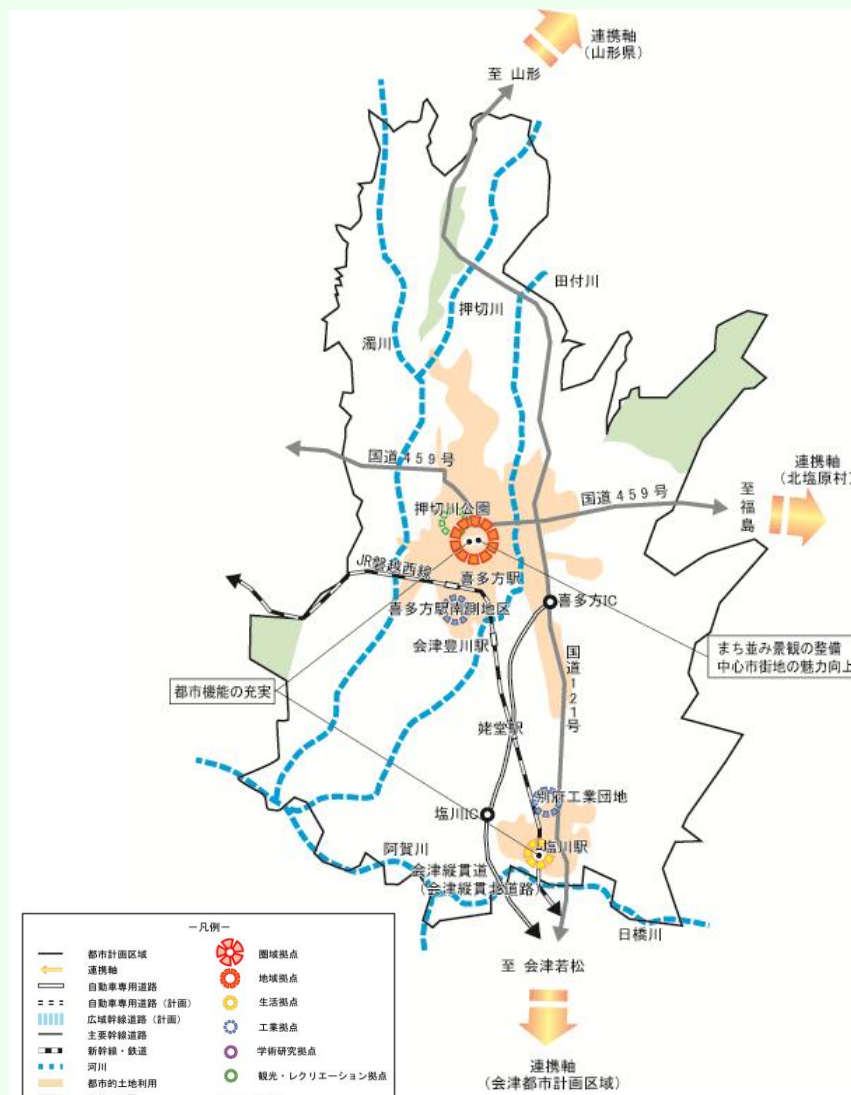 連携軸
(山形県)
至 山形
田付川
押切川
濁川
国道459号
連携軸
(北塩原村)
国道459号
至福島
押切川公園
JR磐越西線
喜多方駅
喜多方駅南側地区
喜多方IC
会津豊川駅
まち並み景観の整備
中心市街地の魅力向上
国道121号
都市機能の充実
姥堂駅
別府工業団地
塩川IC
塩川駅
阿賀川
会津縦貫道
(会津縦貫北道路)
日橋川
至 会津若松
連携軸
(会津都市計画区域)
−凡例−
都市計画区域
連携軸
自動車専用道路
自動車専用道路(計画)
広域幹線道路(計画)
主要幹線道路
新幹線・鉄道
河川
都市的土地利用
圏域拠点
地域拠点
生活拠点
工業拠点
学術研究拠点
観光・レクリエーション拠点